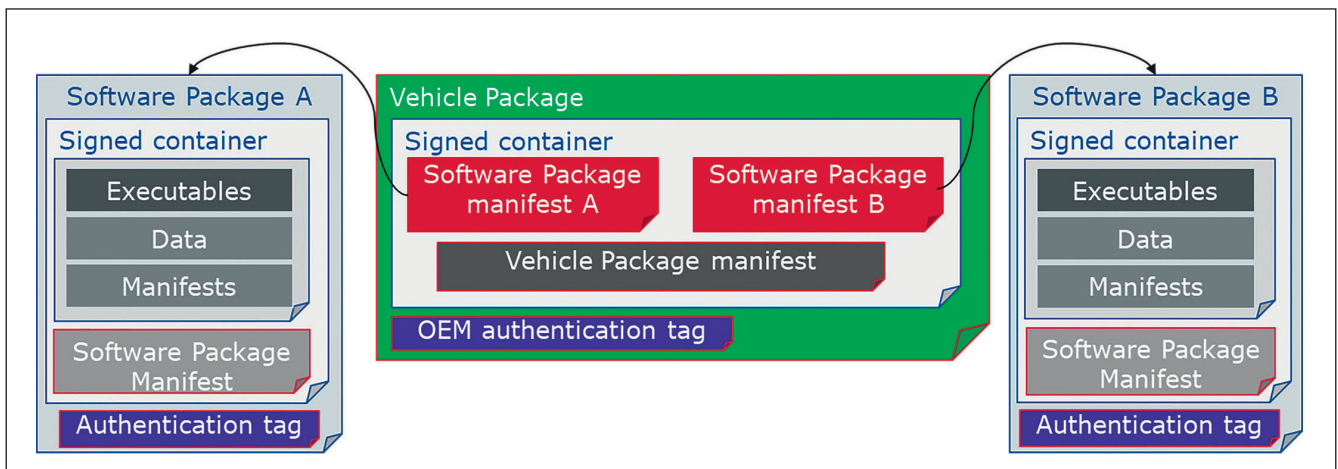 Software Package A
Signed container
Executables
Data
Manifests
Software Package
Manifest
Authentication tag
Vehicle Package
Signed container
Software Package
manifest A
Software Package
manifest B
Vehicle Package manifest
OEM authentication tag
Software Package B
Signed container
Executables
Data
Manifests
Software Package
Manifest
Authentication tag